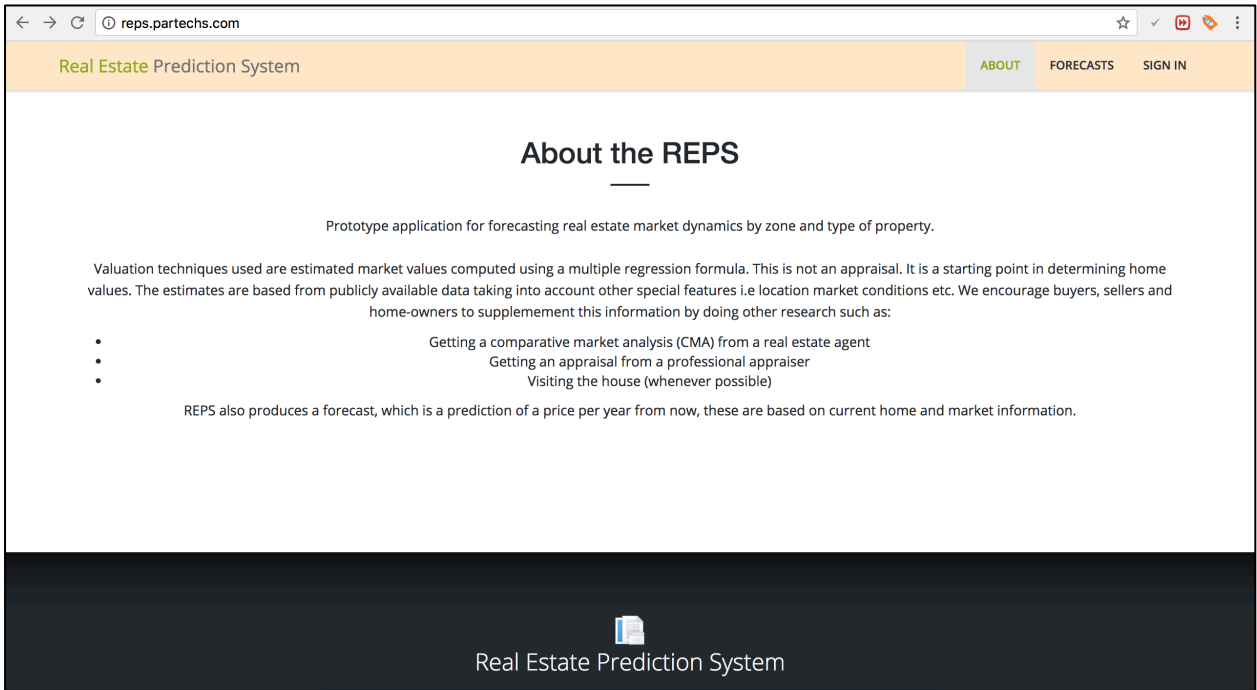 reps.partechs.com
Real Estate Prediction System
ABOUT FORECASTS SIGN IN
About the REPS
Prototype application for forecasting real estate market dynamics by zone and type of property.
Valuation techniques used are estimated market values computed using a multiple regression formula. This is not an appraisal. It is a starting point in determining home
values. The estimates are based from publicly available data taking into account other special features i.e location market conditions etc. We encourage buyers, sellers and
home-owners to supplemement this information by doing other research such as:
• Getting a comparative market analysis (CMA) from a real estate agent
• Getting an appraisal from a professional appraiser
• Visiting the house (whenever possible)
REPS also produces a forecast, which is a prediction of a price per year from now, these are based on current home and market information.
Real Estate Prediction System